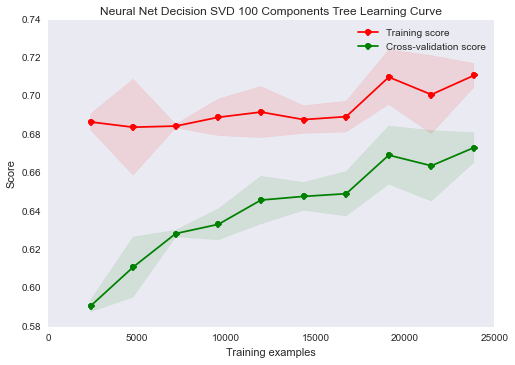 Neural Net Decision SVD 100 Components Tree Learning Curve
Training score
Cross-validation score
Score
0.74
0.72
0.70
0.68
0.66
0.64
0.62
0.60
0.58
0 5000 10000 15000 20000 25000
Training examples